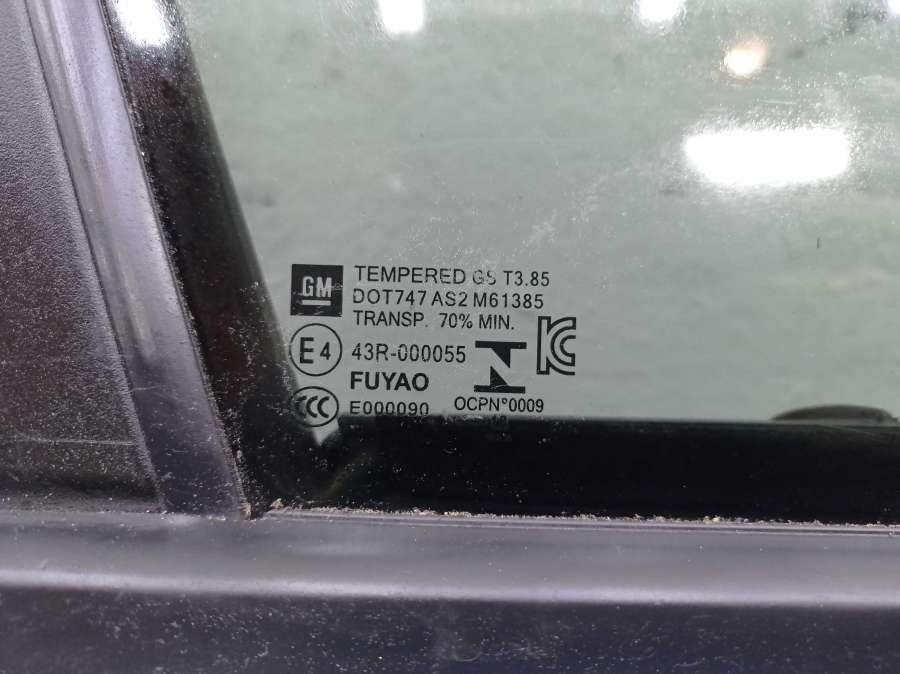 GM
TEMPERED GS T3.85
DOT747 AS2 M61385
TRANSP. 70% MIN.
E4 43R-000055
FUYAO
CCC E000090
OCPN°0009
KC